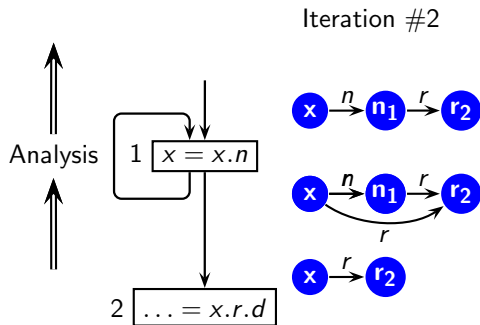 Iteration #2
n r
x n1 r2
Analysis
1 x = x.n
n r
x n1 r2
r
r
x r2
2 ... = x.r.d